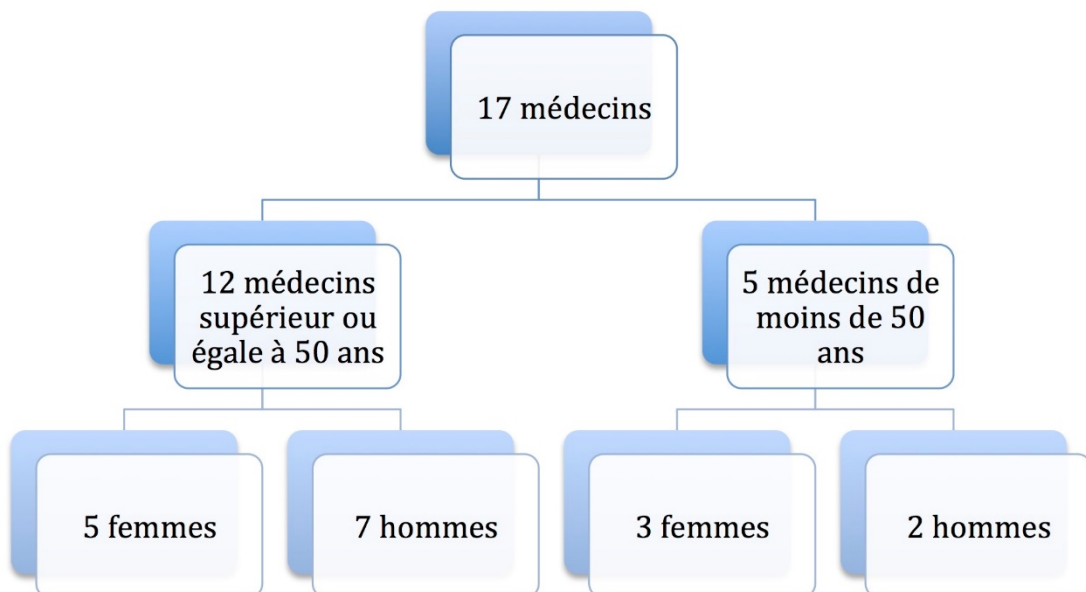 17 médecins
12 médecins
supérieur ou
égale à 50 ans
5 médecins de
moins de 50
ans
5 femmes
7 hommes
3 femmes
2 hommes